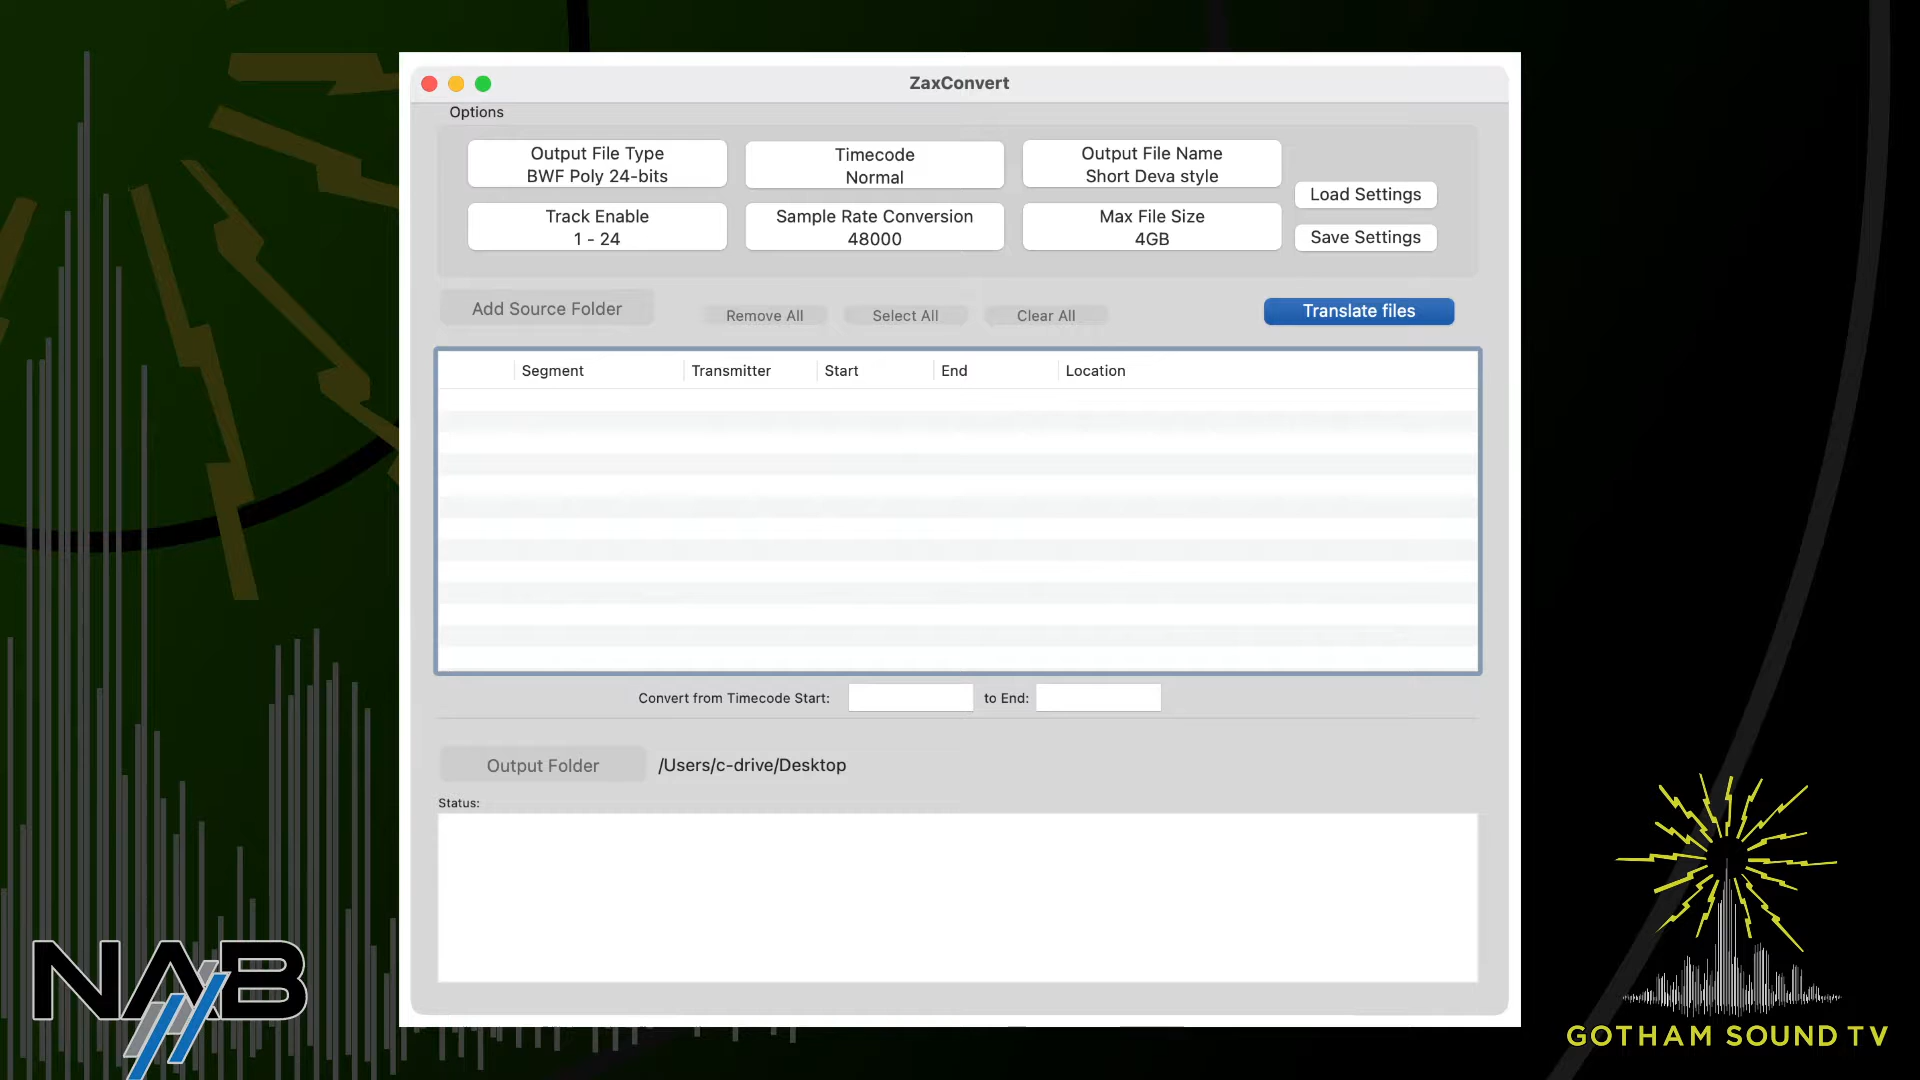 ZaxConvert
Options
Output File Type
BWF Poly 24-bits
Timecode
Normal
Output File Name
Short Deva style
Load Settings
Track Enable
1 - 24
Sample Rate Conversion
48000
Max File Size
4GB
Save Settings
Add Source Folder
Remove All
Select All
Clear All
Translate files
Segment
Transmitter
Start
End
Location
Convert from Timecode Start:
to End:
Output Folder
/Users/c-drive/Desktop
Status:
NAB
GOTHAM SOUND TV